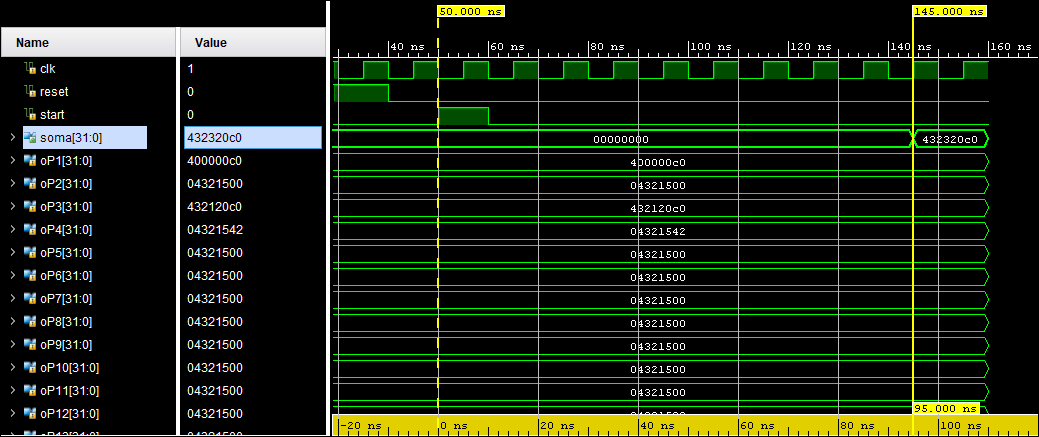 50.000 ns 145.000 ns
Name Value
40 ns 60 ns 80 ns 100 ns 120 ns 140 160 ns
clk 1
reset 0
start 0
soma[31:0] 432320c0 00000000 432320c0
oP1[31:0] 400000c0 400000c0
oP2[31:0] 04321500 04321500
oP3[31:0] 432120c0 432120c0
oP4[31:0] 04321542 04321542
oP5[31:0] 04321500 04321500
oP6[31:0] 04321500 04321500
oP7[31:0] 04321500 04321500
oP8[31:0] 04321500 04321500
oP9[31:0] 04321500 04321500
oP10[31:0] 04321500 04321500
oP11[31:0] 04321500 04321500
oP12[31:0] 04321500
95.000 ns
-20 ns 0 ns 20 ns 40 ns 60 ns 80 ns 100 ns